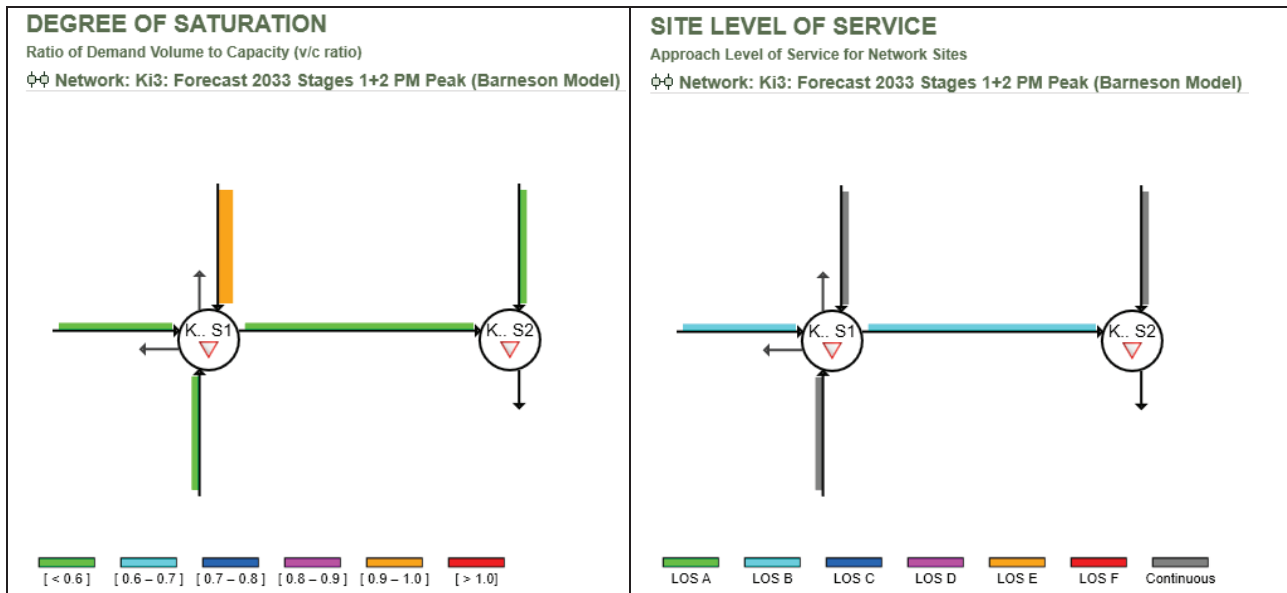 DEGREE OF SATURATION
Ratio of Demand Volume to Capacity (v/c ratio)
Network: Ki3: Forecast 2033 Stages 1+2 PM Peak (Barneson Model)
K.. S1
K.. S2
[ < 0.6 ]
[ 0.6 – 0.7 ]
[ 0.7 – 0.8 ]
[ 0.8 – 0.9 ]
[ 0.9 – 1.0 ]
[ > 1.0]
SITE LEVEL OF SERVICE
Approach Level of Service for Network Sites
Network: Ki3: Forecast 2033 Stages 1+2 PM Peak (Barneson Model)
K.. S1
K.. S2
LOS A
LOS B
LOS C
LOS D
LOS E
LOS F
Continuous